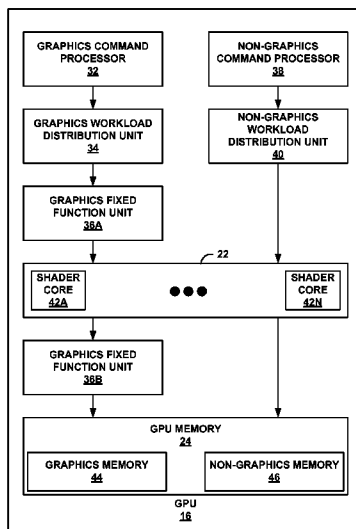 GRAPHICS COMMAND
PROCESSOR
32
NON-GRAPHICS
COMMAND PROCESSOR
38
GRAPHICS WORKLOAD
DISTRIBUTION UNIT
34
NON-GRAPHICS
WORKLOAD
DISTRIBUTION UNIT
40
GRAPHICS FIXED
FUNCTION UNIT
36A
22
SHADER
CORE
42A
SHADER
CORE
42N
GRAPHICS FIXED
FUNCTION UNIT
36B
GPU MEMORY
24
GRAPHICS MEMORY
44
NON-GRAPHICS MEMORY
46
GPU
16